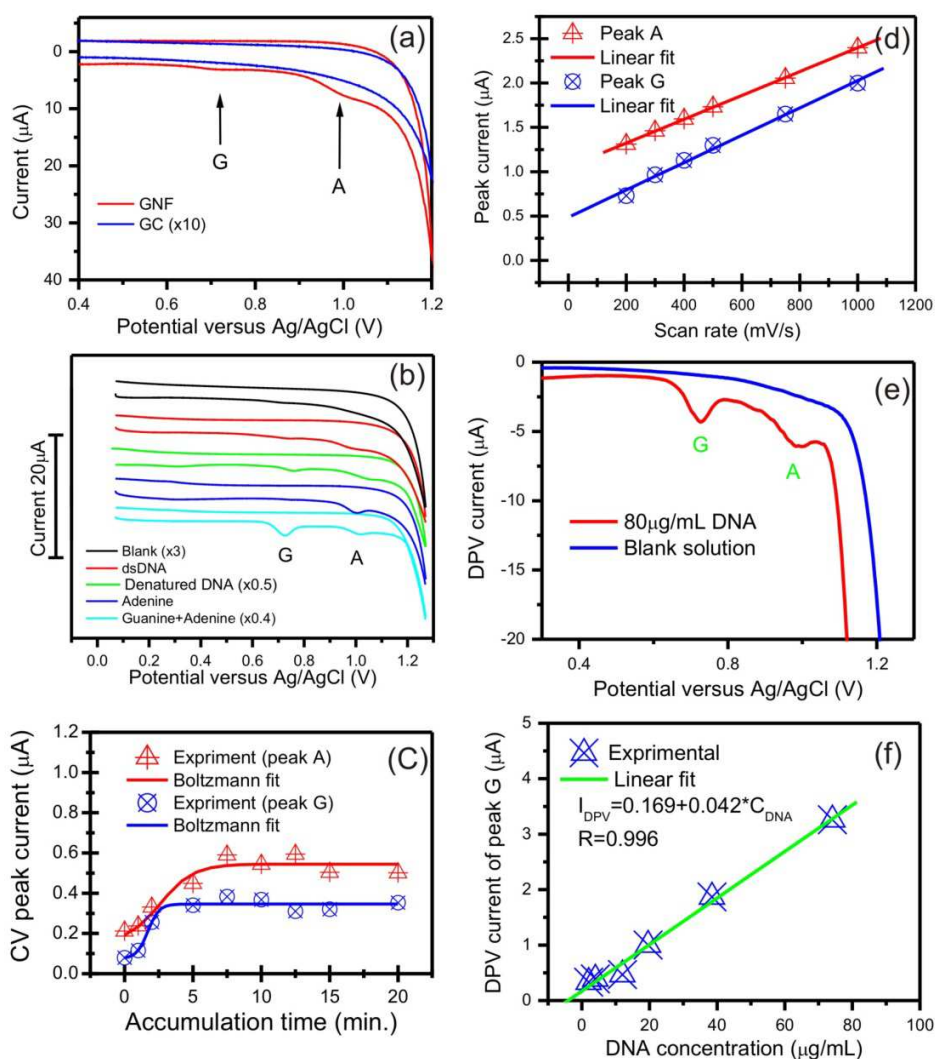 (a)
Current (μA)
0
10
20
30
40
G
A
GNF
GC (x10)
0.4
0.6
0.8
1.0
1.2
Potential versus Ag/AgCl (V)
(d)
Peak current (μA)
2.5
2.0
1.5
1.0
0.5
0.0
Peak A
Linear fit
Peak G
Linear fit
0
200
400
600
800
1000
1200
Scan rate (mV/s)
(b)
Current 20μA
G
A
Blank (x3)
dsDNA
Denatured DNA (x0.5)
Adenine
Guanine+Adenine (x0.4)
0.0
0.2
0.4
0.6
0.8
1.0
1.2
Potential versus Ag/AgCl (V)
(e)
DPV current (μA)
0
-5
-10
-15
-20
G
A
80μg/mL DNA
Blank solution
0.4
0.8
1.2
Potential versus Ag/AgCl (V)
(C)
CV peak current (μA)
1.2
1.0
0.8
0.6
0.4
0.2
0.0
Expriment (peak A)
Boltzmann fit
Expriment (peak G)
Boltzmann fit
0
5
10
15
20
Accumulation time (min.)
(f)
DPV current of peak G (μA)
5
4
3
2
1
0
Exprimental
Linear fit
I_DPV=0.169+0.042*C_DNA
R=0.996
0
20
40
60
80
100
DNA concentration (μg/mL)